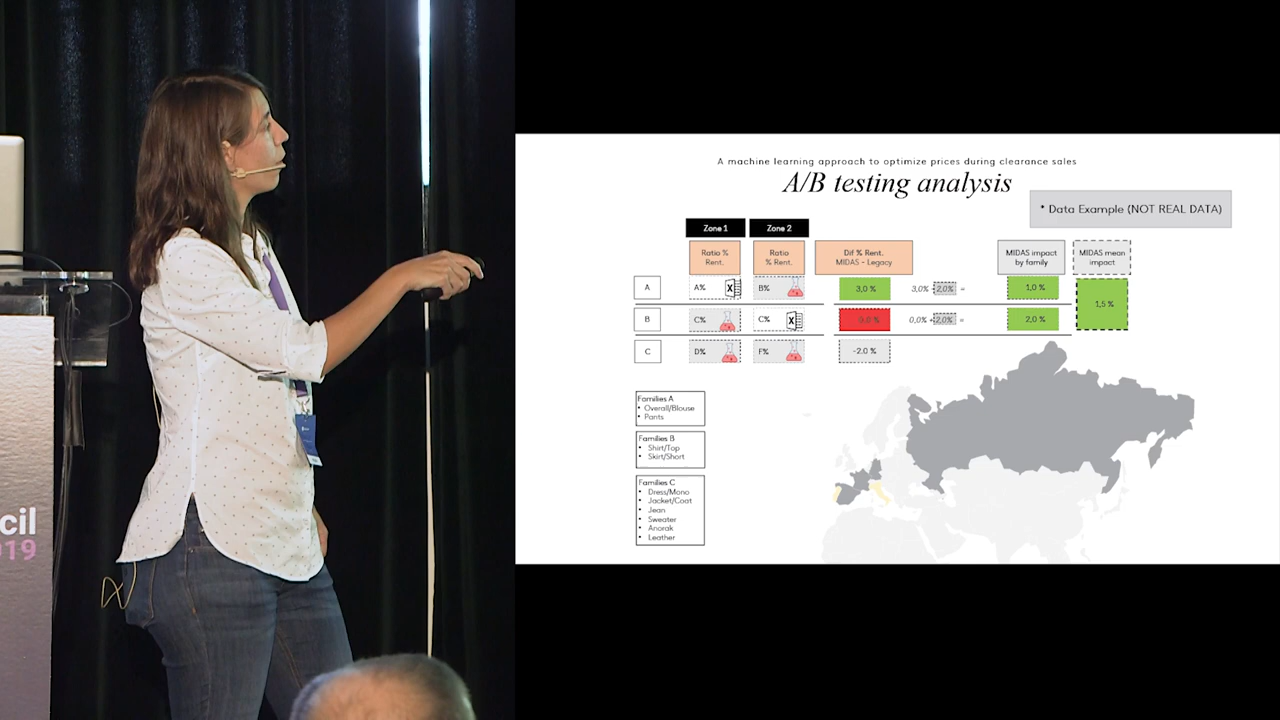 A machine learning approach to optimize prices during clearance sales
A/B testing analysis
* Data Example (NOT REAL DATA)
Zone 1
Zone 2
Ratio %
Rent.
Ratio
% Rent.
Dif % Rent.
MIDAS - Legacy
MIDAS impact
by family
MIDAS mean
impact
A
A%
X
B%
3,0 %
3,0% -2,0% =
1,0 %
1,5 %
B
C%
C%
X
0,0 %
0,0% +2,0% =
2,0 %
C
D%
F%
-2.0 %
Families A
• Overall/Blouse
• Pants
Families B
• Shirt/Top
• Skirt/Short
Families C
• Dress/Mono
• Jacket/Coat
• Jean
• Sweater
• Anorak
• Leather
cil
19